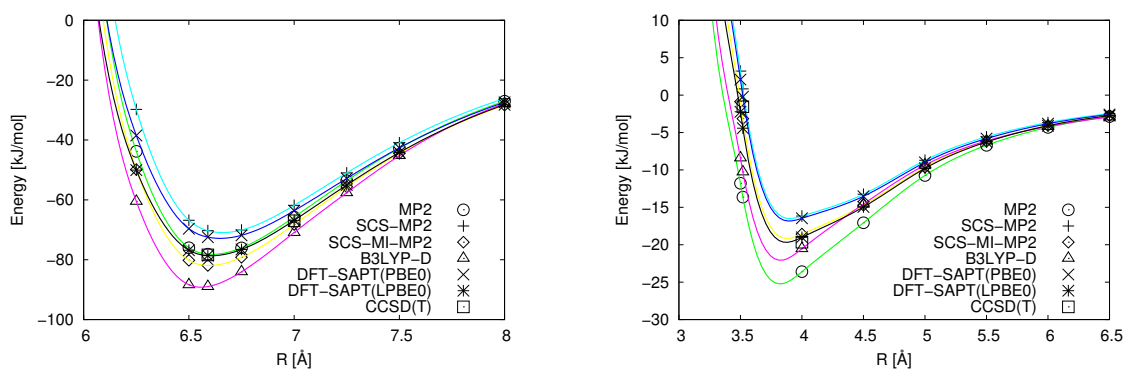 0
−20
−40
−60
−80
−100
6
6.5
7
7.5
8
Energy [kJ/mol]
R [Å]
MP2
SCS−MP2
SCS−MI−MP2
B3LYP−D
DFT−SAPT(PBE0)
DFT−SAPT(LPBE0)
CCSD(T)
10
5
0
−5
−10
−15
−20
−25
−30
3
3.5
4
4.5
5
5.5
6
6.5
Energy [kJ/mol]
R [Å]
MP2
SCS−MP2
SCS−MI−MP2
B3LYP−D
DFT−SAPT(PBE0)
DFT−SAPT(LPBE0)
CCSD(T)